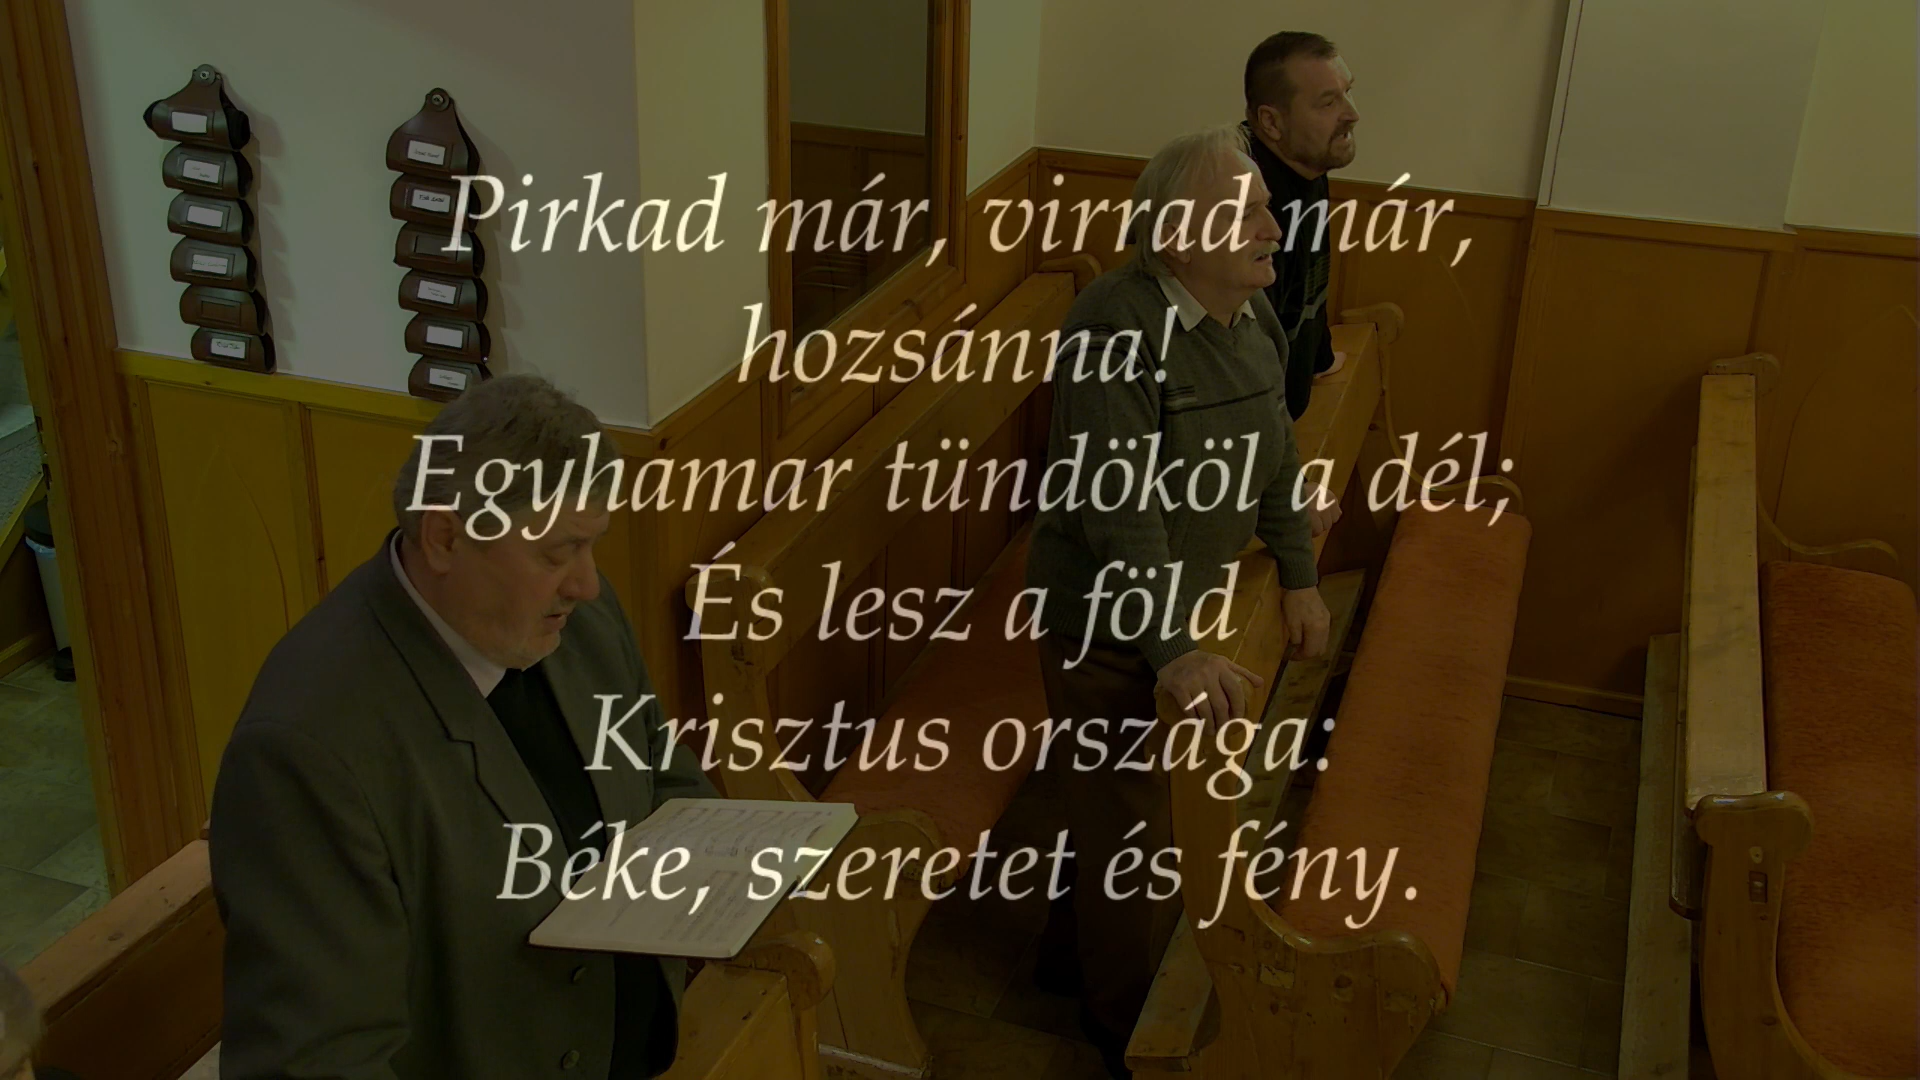 Pirkad már, virrad már,
hozsánna!
Egyhamar tündököl a dél;
És lesz a föld
Krisztus országa:
Béke, szeretet és fény.